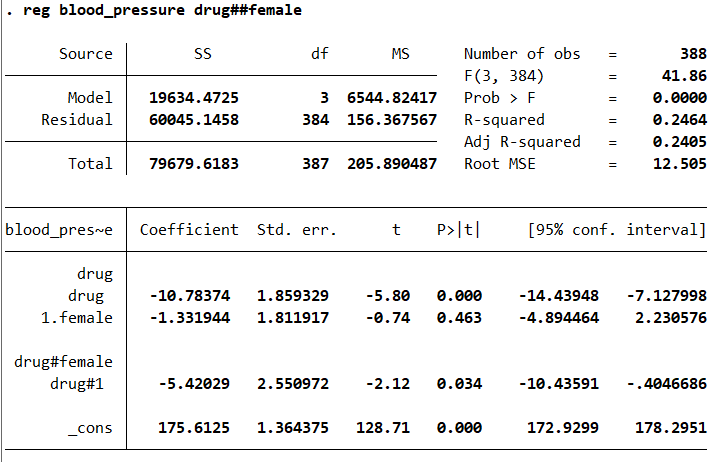 . reg blood_pressure drug##female
Source SS df MS Number of obs = 388
F(3, 384) = 41.86
Model 19634.4725 3 6544.82417 Prob > F = 0.0000
Residual 60045.1458 384 156.367567 R-squared = 0.2464
Adj R-squared = 0.2405
Total 79679.6183 387 205.890487 Root MSE = 12.505
blood_pres~e Coefficient Std. err. t P>|t| [95% conf. interval]
drug
drug -10.78374 1.859329 -5.80 0.000 -14.43948 -7.127998
1.female -1.331944 1.811917 -0.74 0.463 -4.894464 2.230576
drug#female
drug#1 -5.42029 2.550972 -2.12 0.034 -10.43591 -.4046686
_cons 175.6125 1.364375 128.71 0.000 172.9299 178.2951